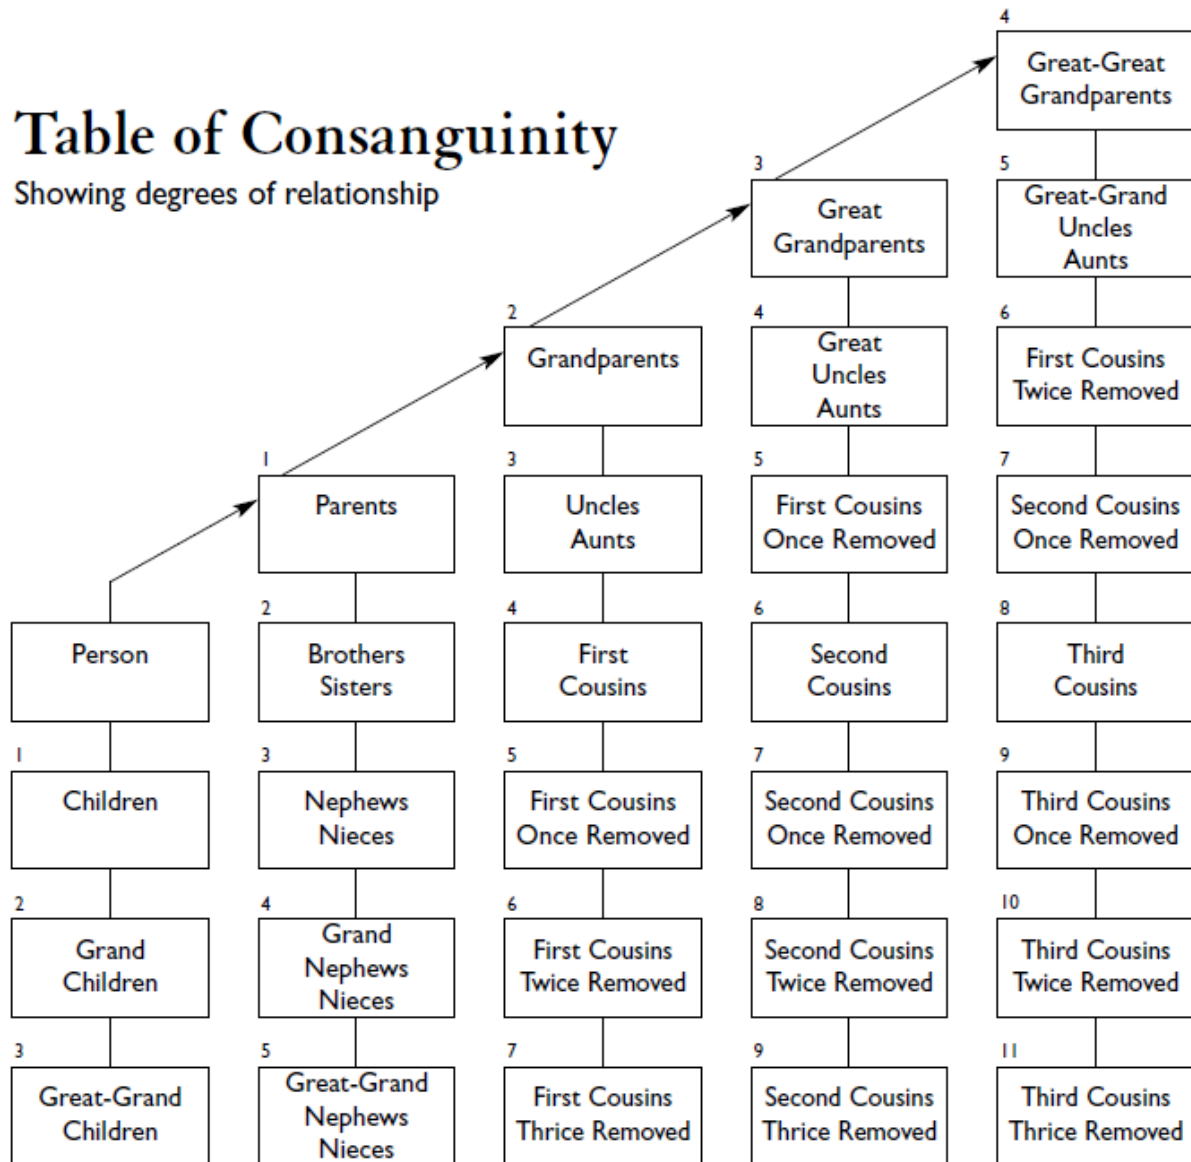 Table of Consanguinity
Showing degrees of relationship
4
Great-Great
Grandparents
3
Great
Grandparents
5
Great-Grand
Uncles
Aunts
2
Grandparents
4
Great
Uncles
Aunts
6
First Cousins
Twice Removed
1
Parents
3
Uncles
Aunts
5
First Cousins
Once Removed
7
Second Cousins
Once Removed
Person
2
Brothers
Sisters
4
First
Cousins
6
Second
Cousins
8
Third
Cousins
1
Children
3
Nephews
Nieces
5
First Cousins
Once Removed
7
Second Cousins
Once Removed
9
Third Cousins
Once Removed
2
Grand
Children
4
Grand
Nephews
Nieces
6
First Cousins
Twice Removed
8
Second Cousins
Twice Removed
10
Third Cousins
Twice Removed
3
Great-Grand
Children
5
Great-Grand
Nephews
Nieces
7
First Cousins
Thrice Removed
9
Second Cousins
Thrice Removed
11
Third Cousins
Thrice Removed